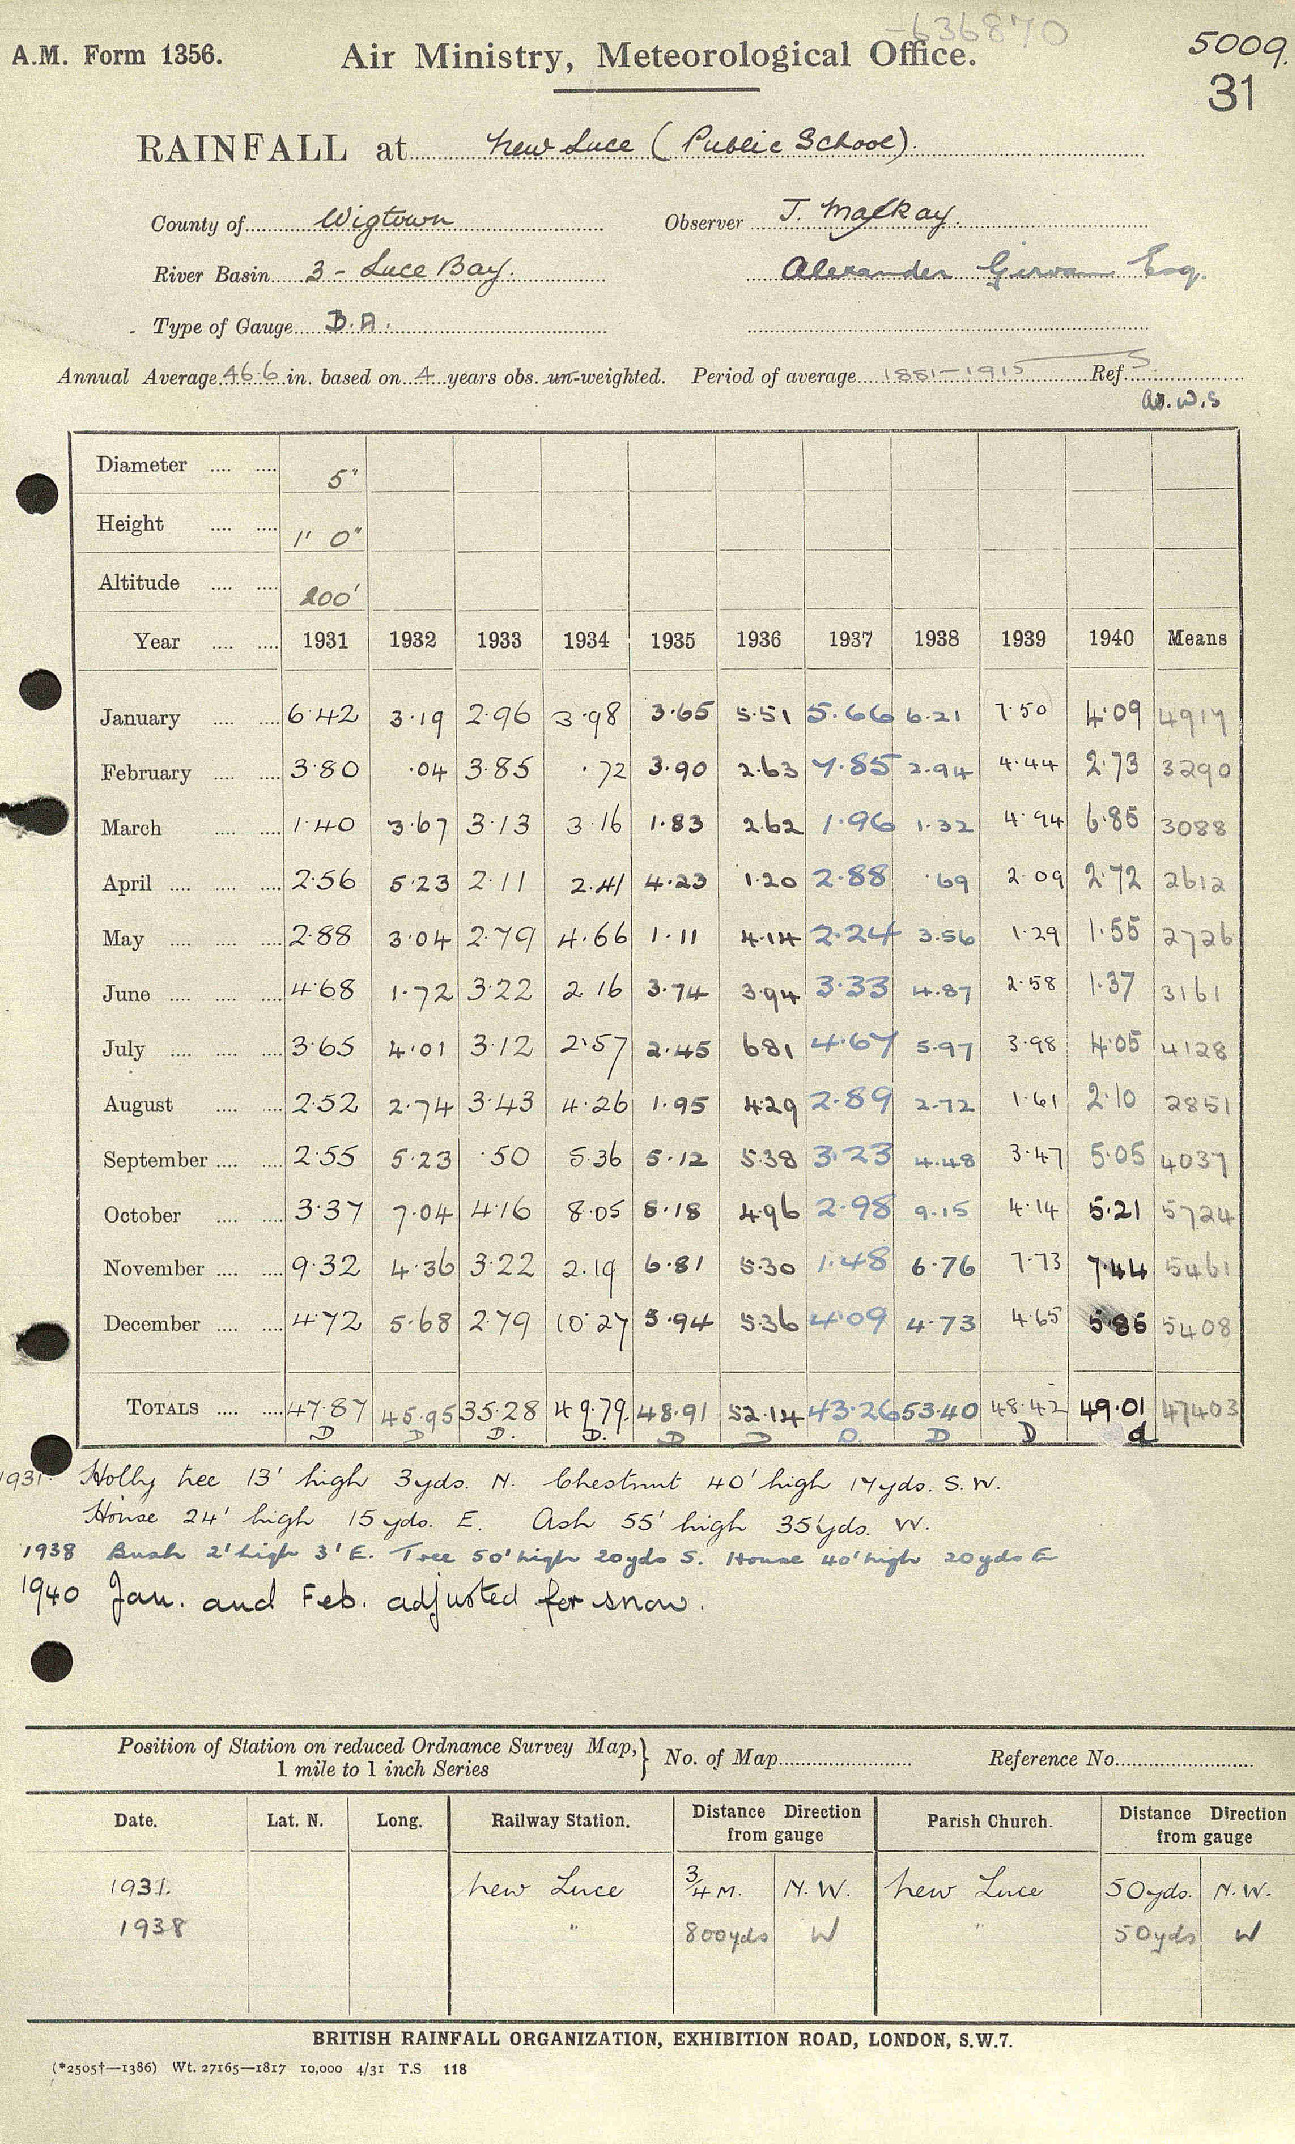 -636870
5009.
A.M. Form 1356. Air Ministry, Meteorological Office.
31
RAINFALL at New Luce (Public School).
County of Wigtown Observer J. MacKay.
River Basin 3 - Luce Bay. Alexander Girvan Esq.
Type of Gauge D.A.
Annual Average 46.6 in. based on 4 years obs. un-weighted. Period of average 1881-1915 Ref. S.
W.S
Diameter .... .... 5"
Height .... .... 1' 0"
Altitude .... .... 200'
Year .... .... 1931 1932 1933 1934 1935 1936 1937 1938 1939 1940 Means
January .... .... 6.42 3.19 2.96 3.98 3.65 5.51 5.66 6.21 7.50 4.09 4917
February .... .... 3.80 .04 3.85 .72 3.90 2.63 7.85 2.94 4.44 2.73 3290
March .... .... 1.40 3.67 3.13 3.16 1.83 2.62 1.96 1.32 4.94 6.85 3088
April .... .... .... 2.56 5.23 2.11 2.41 4.23 1.20 2.88 .69 2.09 2.72 2612
May .... .... .... 2.88 3.04 2.79 4.66 1.11 4.14 2.24 3.56 1.29 1.55 2726
June .... .... .... 4.68 1.72 3.22 2.16 3.74 3.94 3.33 4.87 2.58 1.37 3161
July .... .... .... 3.65 4.01 3.12 2.57 2.45 6.81 4.67 5.97 3.98 4.05 4128
August .... .... 2.52 2.74 3.43 4.26 1.95 4.29 2.89 2.72 1.61 2.10 2851
September .... .... 2.55 5.23 .50 5.36 5.12 5.38 3.23 4.48 3.47 5.05 4037
October .... .... 3.37 7.04 4.16 8.05 8.18 4.96 2.98 9.15 4.14 5.21 5724
November .... .... 9.32 4.36 3.22 2.19 6.81 5.30 1.48 6.76 7.73 7.44 5461
December .... .... 4.72 5.68 2.79 10.27 5.94 5.36 4.09 4.73 4.65 5.85 5408
TOTALS .... .... 47.87 45.95 35.28 49.79 48.91 52.14 43.26 53.40 48.42 49.01 47403
D D D. D. D D D. D D d
1931. Holly tree 13' high 3yds. N. Chestnut 40' high 17yds. S.W.
House 24' high 15 yds. E. Ash 55' high 35 yds. W.
1938 Bush 2' high 3' E. Tree 50' high 20yds S. House 40' high 20yds E
1940 Jan. and Feb. adjusted for snow.
Position of Station on reduced Ordnance Survey Map, } No. of Map Reference No.
1 mile to 1 inch Series
Date. Lat. N. Long. Railway Station. Distance Direction Parish Church. Distance Direction
from gauge from gauge
1931. New Luce 3/4 M. N.W. New Luce 50yds. N.W.
1938 " 800yds W " 50yds W
BRITISH RAINFALL ORGANIZATION, EXHIBITION ROAD, LONDON, S.W.7.
(*2505†—1386) Wt. 27165—1817 10,000 4/31 T.S 118